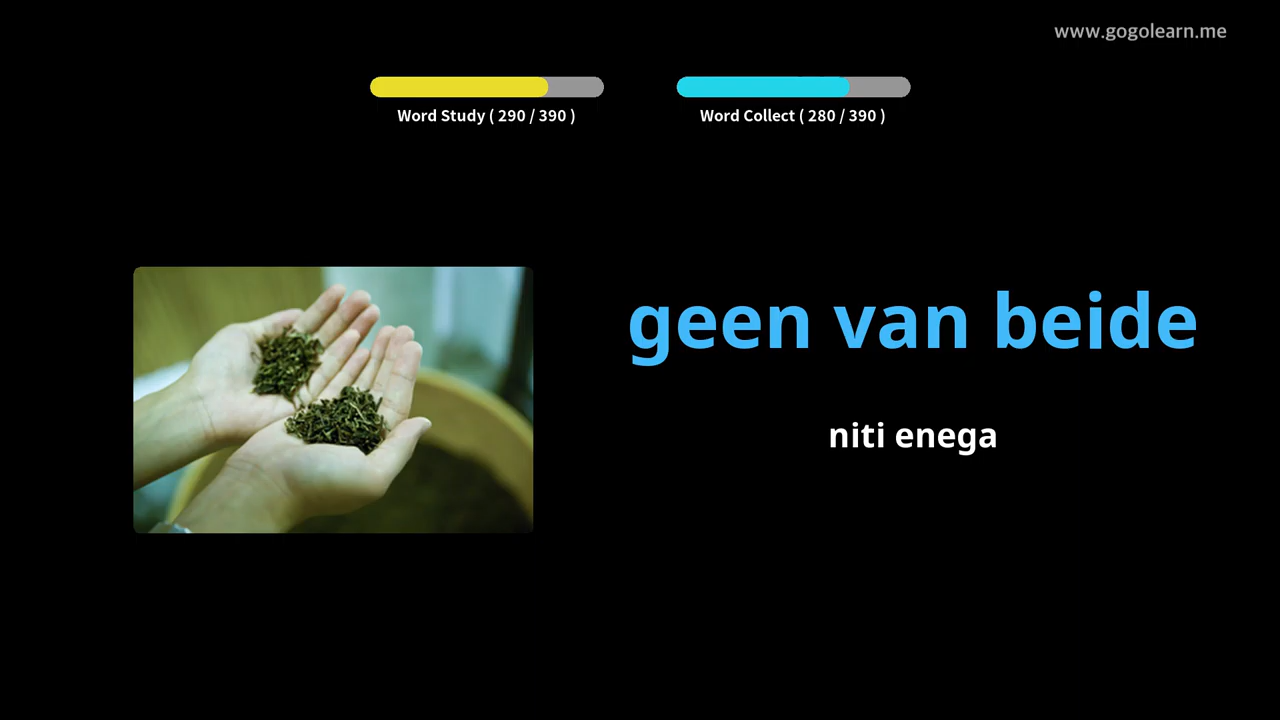 www.gogolearn.me
Word Study ( 290 / 390 )
Word Collect ( 280 / 390 )
geen van beide
niti enega